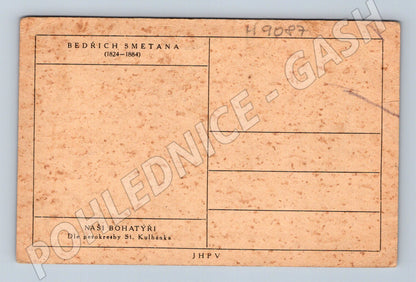 H9087
BEDŘICH SMETANA
(1824—1884)
POHLEDNICE - GASH
NAŠI BOHATÝŘI
Dle perokresby St. Kulhánka
JHPV